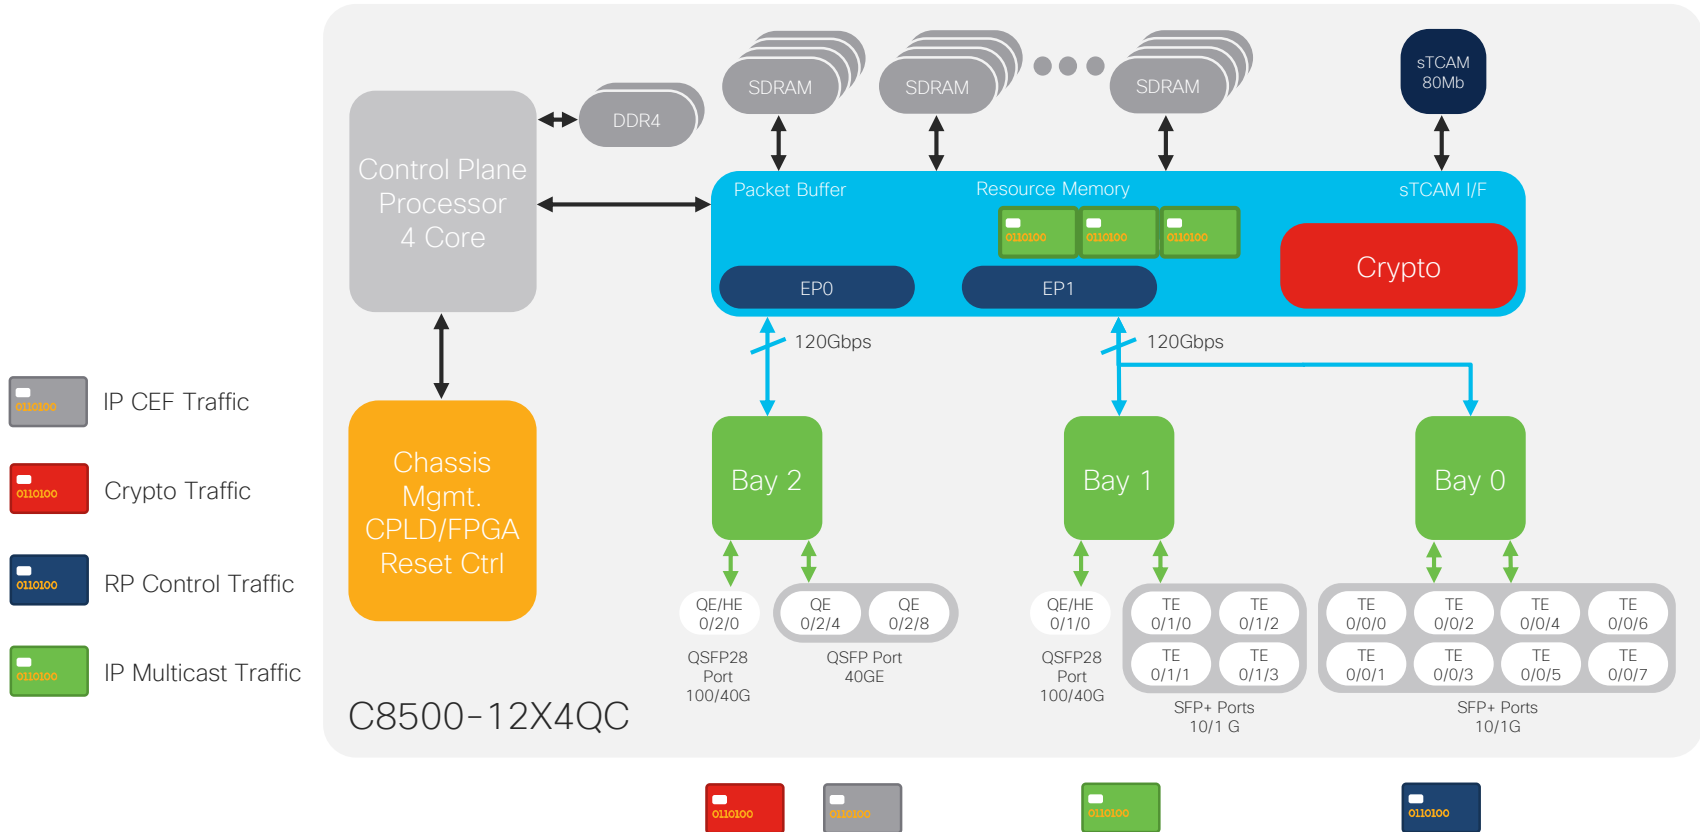 SDRAM
SDRAM
SDRAM
sTCAM
80Mb
DDR4
Control Plane
Processor
4 Core
Packet Buffer
Resource Memory
sTCAM I/F
0110100
0110100
0110100
Crypto
EP0
EP1
120Gbps
120Gbps
0110100
IP CEF Traffic
0110100
Crypto Traffic
0110100
RP Control Traffic
0110100
IP Multicast Traffic
Chassis
Mgmt.
CPLD/FPGA
Reset Ctrl
Bay 2
Bay 1
Bay 0
QE/HE
0/2/0
QE
0/2/4
QE
0/2/8
QSFP28
Port
100/40G
QSFP Port
40GE
QE/HE
0/1/0
QSFP28
Port
100/40G
TE
0/1/0
TE
0/1/2
TE
0/1/1
TE
0/1/3
SFP+ Ports
10/1 G
TE
0/0/0
TE
0/0/2
TE
0/0/4
TE
0/0/6
TE
0/0/1
TE
0/0/3
TE
0/0/5
TE
0/0/7
SFP+ Ports
10/1G
C8500-12X4QC
0110100
0110100
0110100
0110100